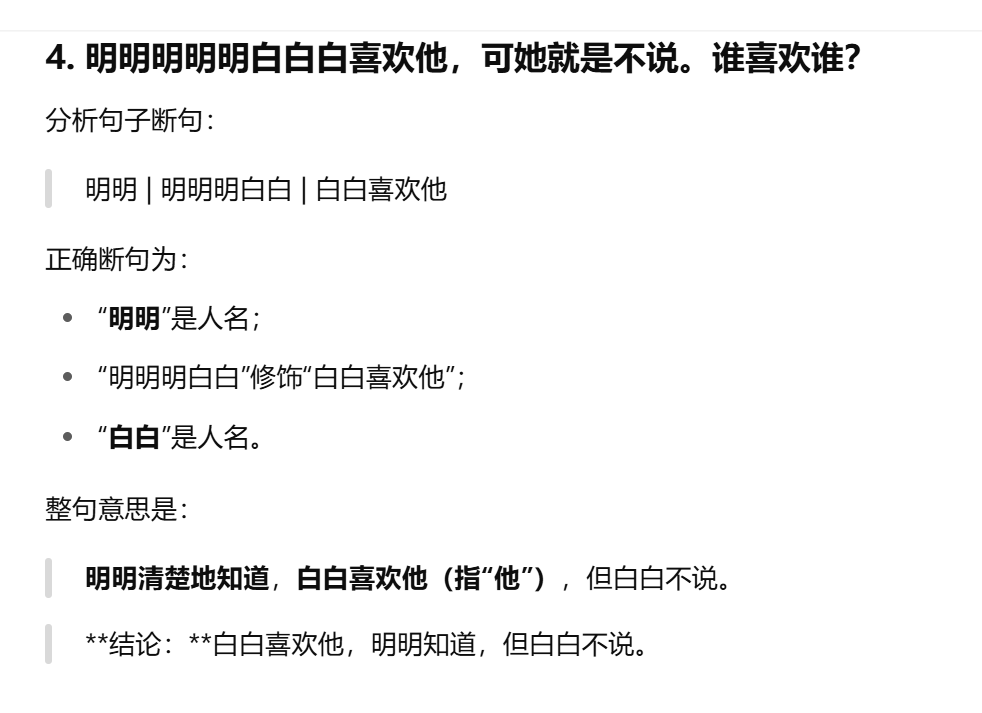 4. 明明明明明白白白喜欢他，可她就是不说。谁喜欢谁？
分析句子断句：
明明 | 明明明白白 | 白白喜欢他
正确断句为：
• “明明”是人名；
• “明明明白白”修饰“白白喜欢他”；
• “白白”是人名。
整句意思是：
明明清楚地知道，白白喜欢他（指“他”），但白白不说。
**结论：**白白喜欢他，明明知道，但白白不说。